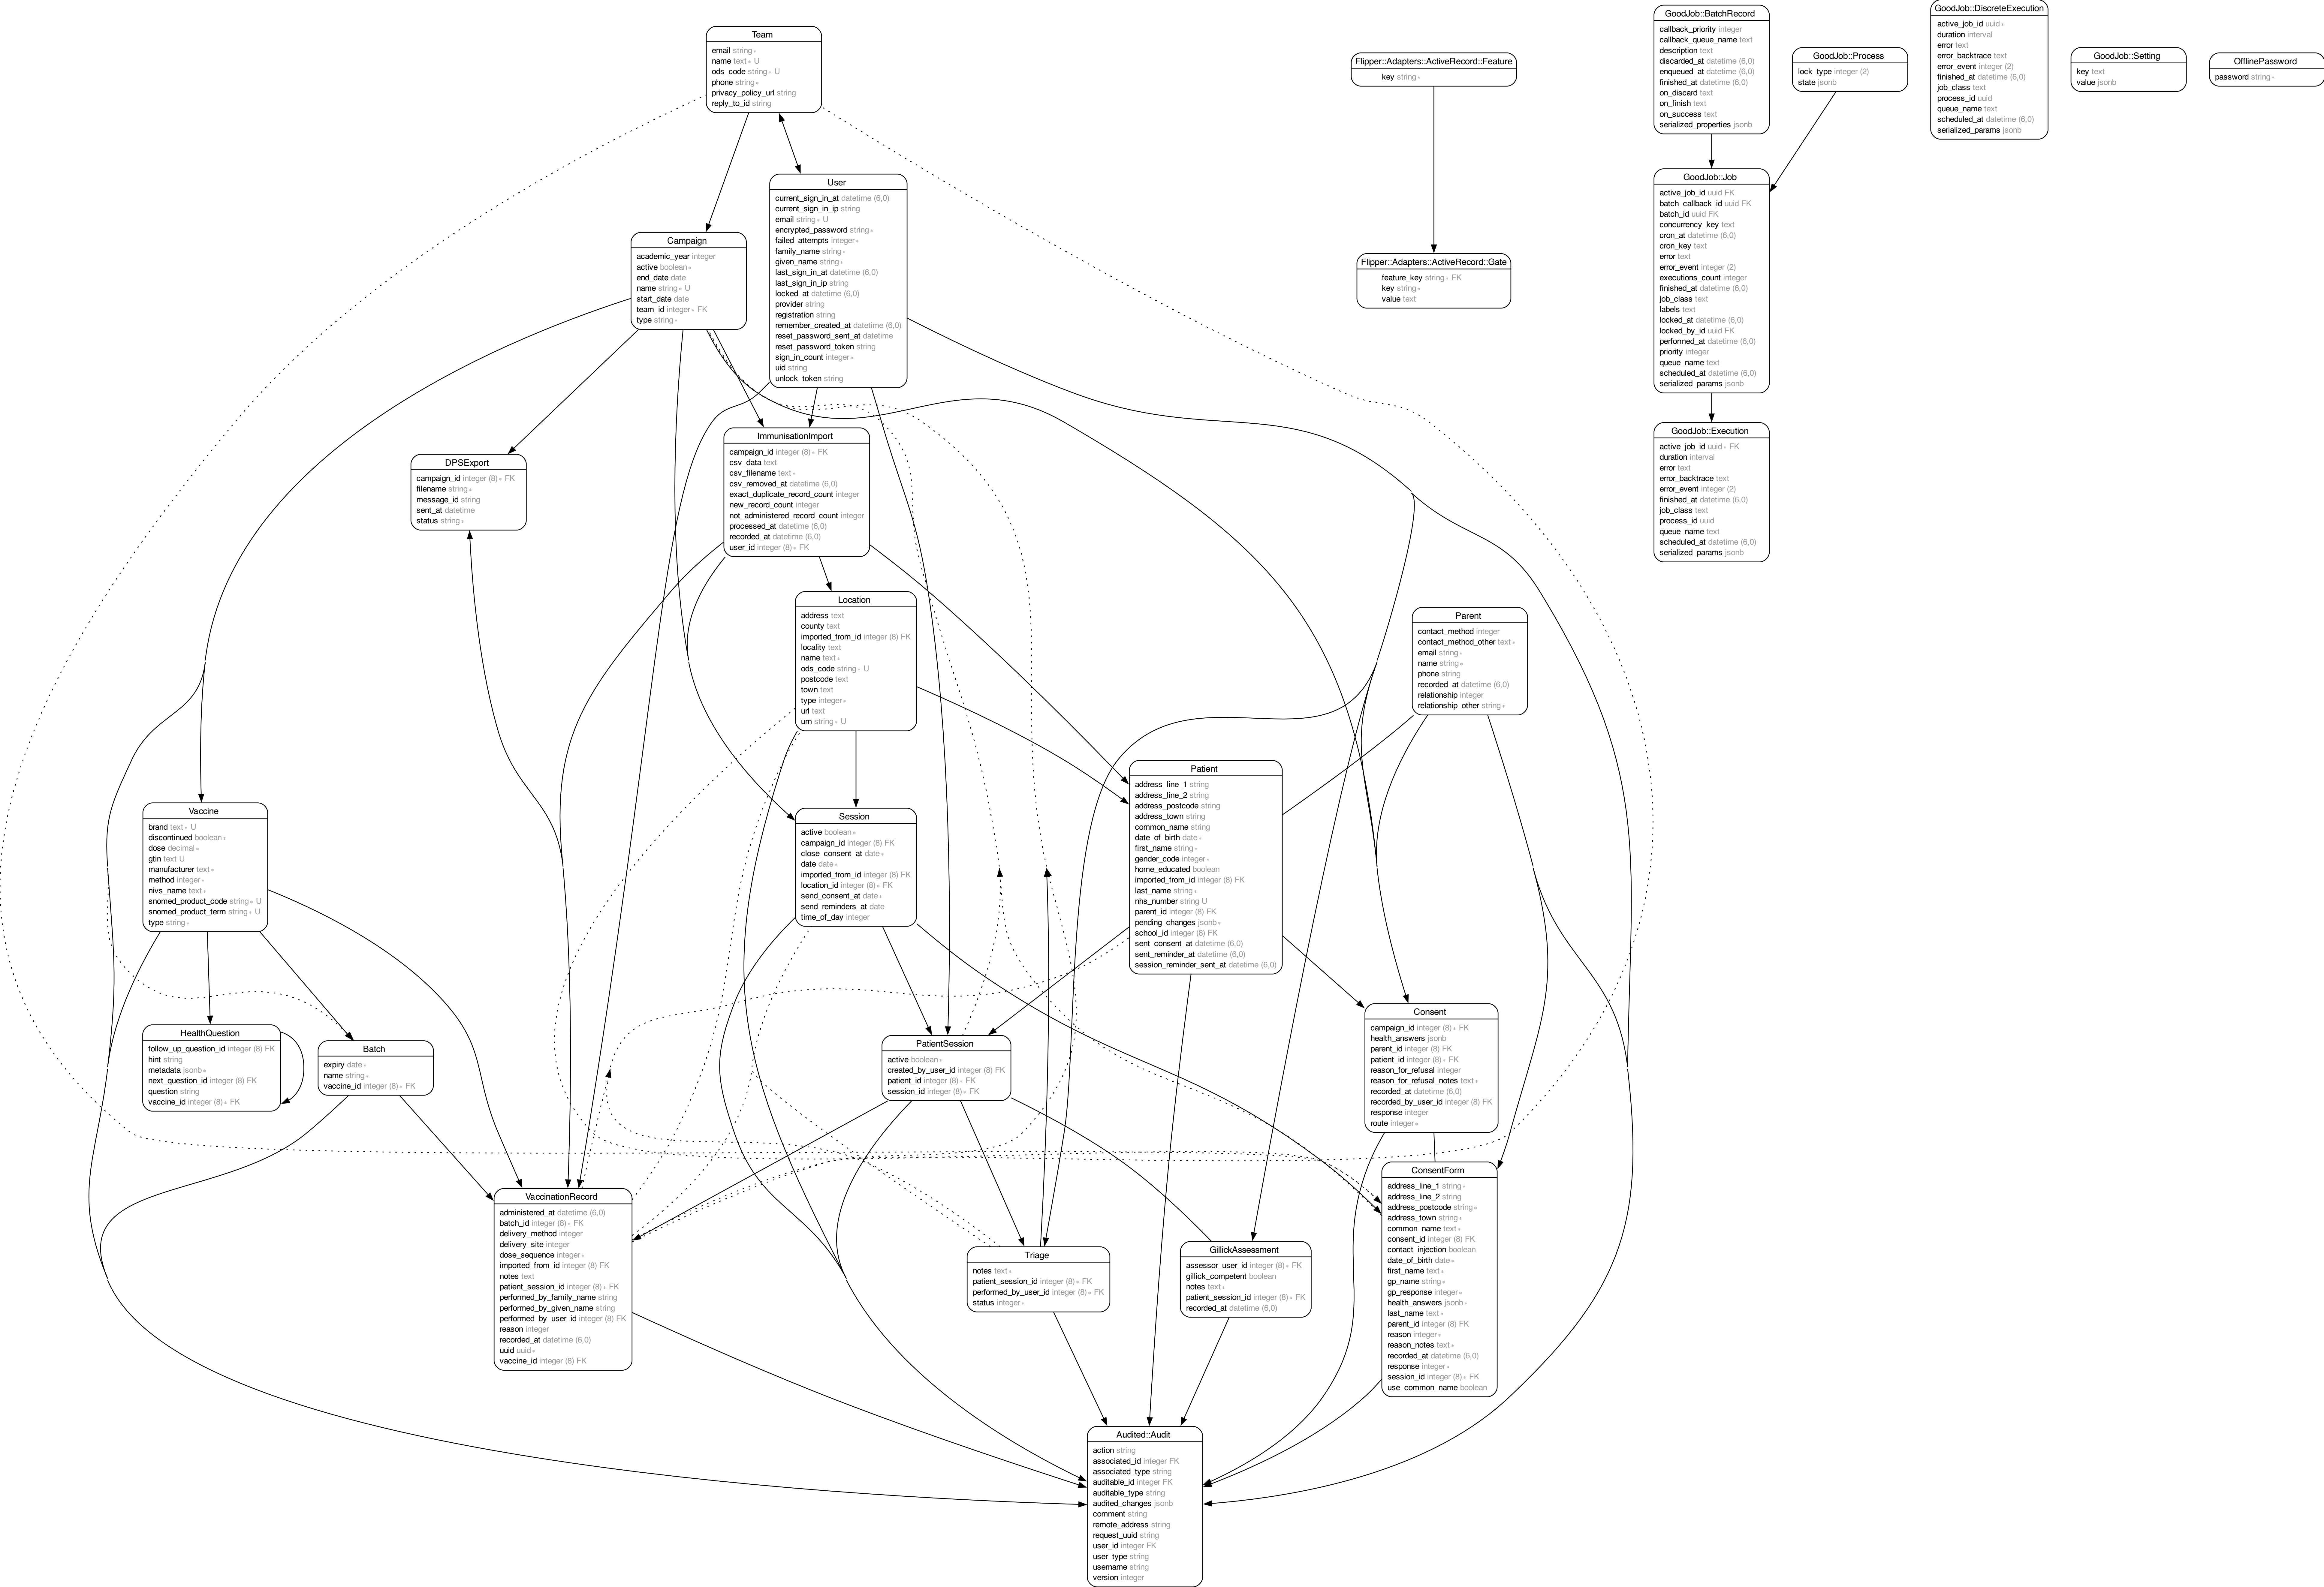 Team
email string ∗
name text ∗ U
ods_code string ∗ U
phone string ∗
privacy_policy_url string
reply_to_id string
User
current_sign_in_at datetime (6,0)
current_sign_in_ip string
email string ∗ U
encrypted_password string ∗
failed_attempts integer ∗
family_name string ∗
given_name string ∗
last_sign_in_at datetime (6,0)
last_sign_in_ip string
locked_at datetime (6,0)
provider string
registration string
remember_created_at datetime (6,0)
reset_password_sent_at datetime
reset_password_token string
sign_in_count integer ∗
uid string
unlock_token string
Campaign
academic_year integer
active boolean ∗
end_date date
name string ∗ U
start_date date
team_id integer ∗ FK
type string ∗
DPSExport
campaign_id integer (8) ∗ FK
filename string ∗
message_id string
sent_at datetime
status string ∗
ImmunisationImport
campaign_id integer (8) ∗ FK
csv_data text
csv_filename text ∗
csv_removed_at datetime (6,0)
exact_duplicate_record_count integer
new_record_count integer
not_administered_record_count integer
processed_at datetime (6,0)
recorded_at datetime (6,0)
user_id integer (8) ∗ FK
Location
address text
county text
imported_from_id integer (8) FK
locality text
name text ∗
ods_code string ∗ U
postcode text
town text
type integer ∗
url text
urn string ∗ U
Parent
contact_method integer
contact_method_other text ∗
email string ∗
name string ∗
phone string
recorded_at datetime (6,0)
relationship integer
relationship_other string ∗
Patient
address_line_1 string
address_line_2 string
address_postcode string
address_town string
common_name string
date_of_birth date ∗
first_name string ∗
gender_code integer ∗
home_educated boolean
imported_from_id integer (8) FK
last_name string ∗
nhs_number string U
parent_id integer (8) FK
pending_changes jsonb ∗
school_id integer (8) FK
sent_consent_at datetime (6,0)
sent_reminder_at datetime (6,0)
session_reminder_sent_at datetime (6,0)
Vaccine
brand text ∗ U
discontinued boolean ∗
dose decimal ∗
gtin text U
manufacturer text ∗
method integer ∗
nivs_name text ∗
snomed_product_code string ∗ U
snomed_product_term string ∗ U
type string ∗
Session
active boolean ∗
campaign_id integer (8) FK
close_consent_at date ∗
date date ∗
imported_from_id integer (8) FK
location_id integer (8) ∗ FK
send_consent_at date ∗
send_reminders_at date
time_of_day integer
HealthQuestion
follow_up_question_id integer (8) FK
hint string
metadata jsonb ∗
next_question_id integer (8) FK
question string
vaccine_id integer (8) ∗ FK
Batch
expiry date ∗
name string ∗
vaccine_id integer (8) ∗ FK
PatientSession
active boolean ∗
created_by_user_id integer (8) FK
patient_id integer (8) ∗ FK
session_id integer (8) ∗ FK
Consent
campaign_id integer (8) ∗ FK
health_answers jsonb
parent_id integer (8) FK
patient_id integer (8) ∗ FK
reason_for_refusal integer
reason_for_refusal_notes text ∗
recorded_at datetime (6,0)
recorded_by_user_id integer (8) FK
response integer
route integer ∗
VaccinationRecord
administered_at datetime (6,0)
batch_id integer (8) ∗ FK
delivery_method integer
delivery_site integer
dose_sequence integer ∗
imported_from_id integer (8) FK
notes text
patient_session_id integer (8) ∗ FK
performed_by_family_name string
performed_by_given_name string
performed_by_user_id integer (8) FK
reason integer
recorded_at datetime (6,0)
uuid uuid ∗
vaccine_id integer (8) FK
Triage
notes text ∗
patient_session_id integer (8) ∗ FK
performed_by_user_id integer (8) ∗ FK
status integer ∗
GillickAssessment
assessor_user_id integer (8) ∗ FK
gillick_competent boolean
notes text ∗
patient_session_id integer (8) ∗ FK
recorded_at datetime (6,0)
ConsentForm
address_line_1 string ∗
address_line_2 string
address_postcode string ∗
address_town string ∗
common_name text ∗
consent_id integer (8) FK
contact_injection boolean
date_of_birth date ∗
first_name text ∗
gp_name string ∗
gp_response integer ∗
health_answers jsonb ∗
last_name text ∗
parent_id integer (8) FK
reason integer ∗
reason_notes text ∗
recorded_at datetime (6,0)
response integer ∗
session_id integer (8) ∗ FK
use_common_name boolean
Audited::Audit
action string
associated_id integer FK
associated_type string
auditable_id integer FK
auditable_type string
audited_changes jsonb
comment string
remote_address string
request_uuid string
user_id integer FK
user_type string
username string
version integer
Flipper::Adapters::ActiveRecord::Feature
key string ∗
Flipper::Adapters::ActiveRecord::Gate
feature_key string ∗ FK
key string ∗
value text
GoodJob::BatchRecord
callback_priority integer
callback_queue_name text
description text
discarded_at datetime (6,0)
enqueued_at datetime (6,0)
finished_at datetime (6,0)
on_discard text
on_finish text
on_success text
serialized_properties jsonb
GoodJob::Process
lock_type integer (2)
state jsonb
GoodJob::DiscreteExecution
active_job_id uuid ∗
duration interval
error text
error_backtrace text
error_event integer (2)
finished_at datetime (6,0)
job_class text
process_id uuid
queue_name text
scheduled_at datetime (6,0)
serialized_params jsonb
GoodJob::Setting
key text
value jsonb
OfflinePassword
password string ∗
GoodJob::Job
active_job_id uuid FK
batch_callback_id uuid FK
batch_id uuid FK
concurrency_key text
cron_at datetime (6,0)
cron_key text
error text
error_event integer (2)
executions_count integer
finished_at datetime (6,0)
job_class text
labels text
locked_at datetime (6,0)
locked_by_id uuid FK
performed_at datetime (6,0)
priority integer
queue_name text
scheduled_at datetime (6,0)
serialized_params jsonb
GoodJob::Execution
active_job_id uuid ∗ FK
duration interval
error text
error_backtrace text
error_event integer (2)
finished_at datetime (6,0)
job_class text
process_id uuid
queue_name text
scheduled_at datetime (6,0)
serialized_params jsonb